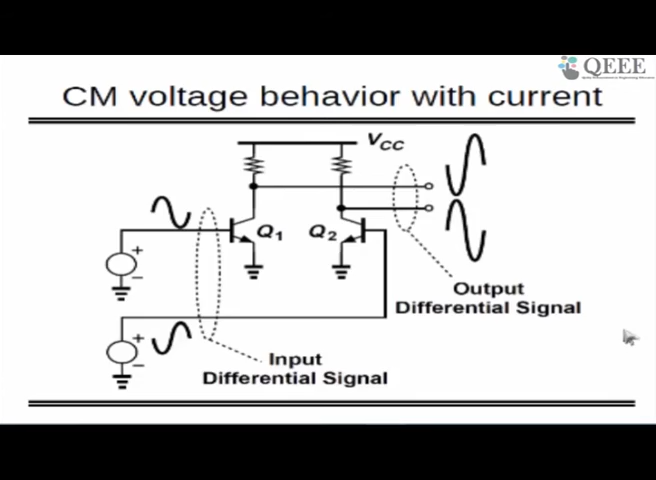 QEEE
CM voltage behavior with current
VCC
Q1 Q2
+
−
Output
Differential Signal
+
−
Input
Differential Signal